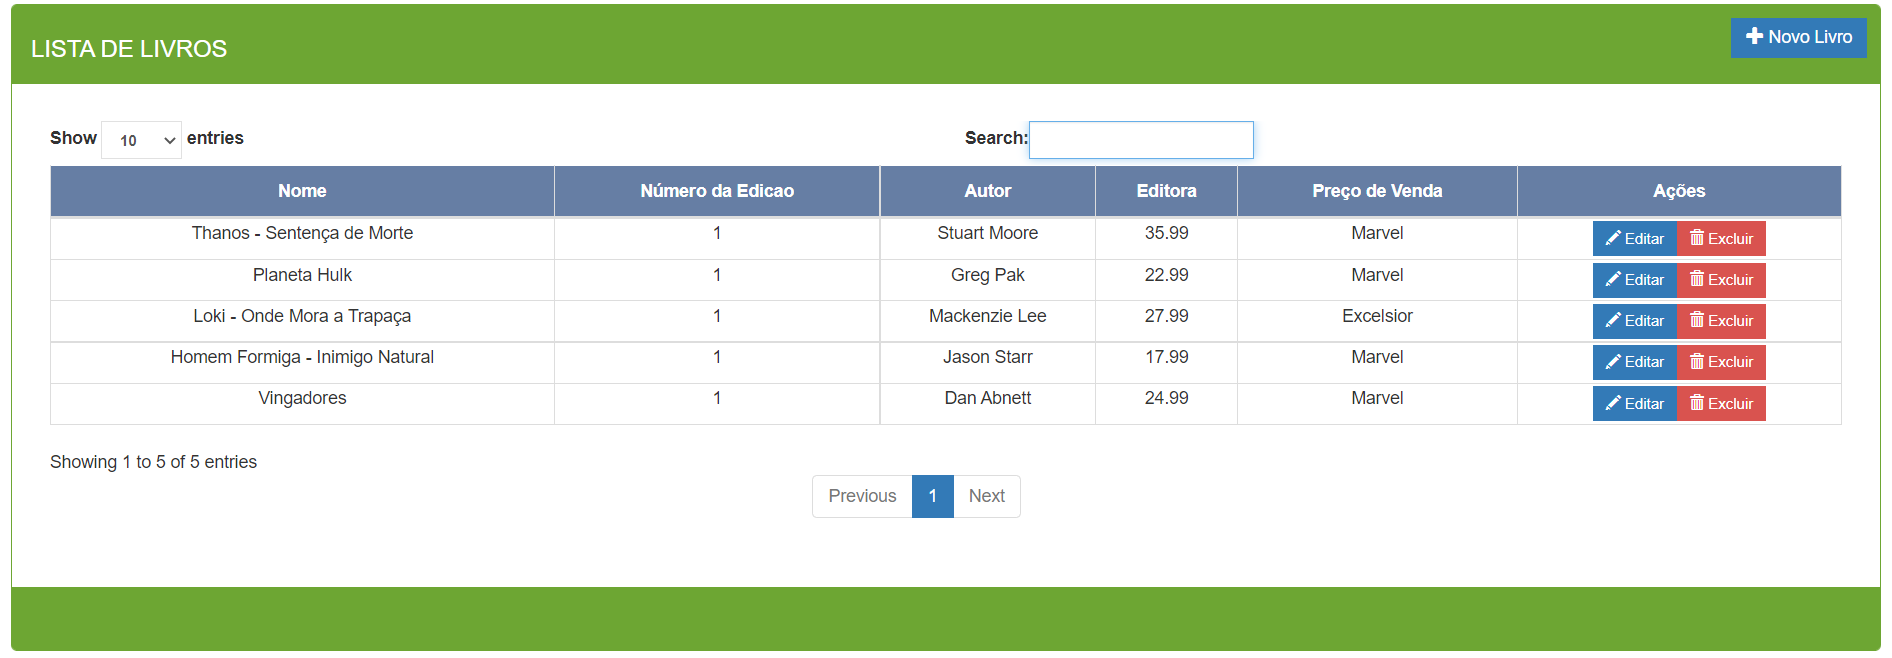 LISTA DE LIVROS
Novo Livro
Show 10 entries Search:
Nome Número da Edicao Autor Editora Preço de Venda Ações
Thanos - Sentença de Morte 1 Stuart Moore 35.99 Marvel Editar Excluir
Planeta Hulk 1 Greg Pak 22.99 Marvel Editar Excluir
Loki - Onde Mora a Trapaça 1 Mackenzie Lee 27.99 Excelsior Editar Excluir
Homem Formiga - Inimigo Natural 1 Jason Starr 17.99 Marvel Editar Excluir
Vingadores 1 Dan Abnett 24.99 Marvel Editar Excluir
Showing 1 to 5 of 5 entries
Previous 1 Next